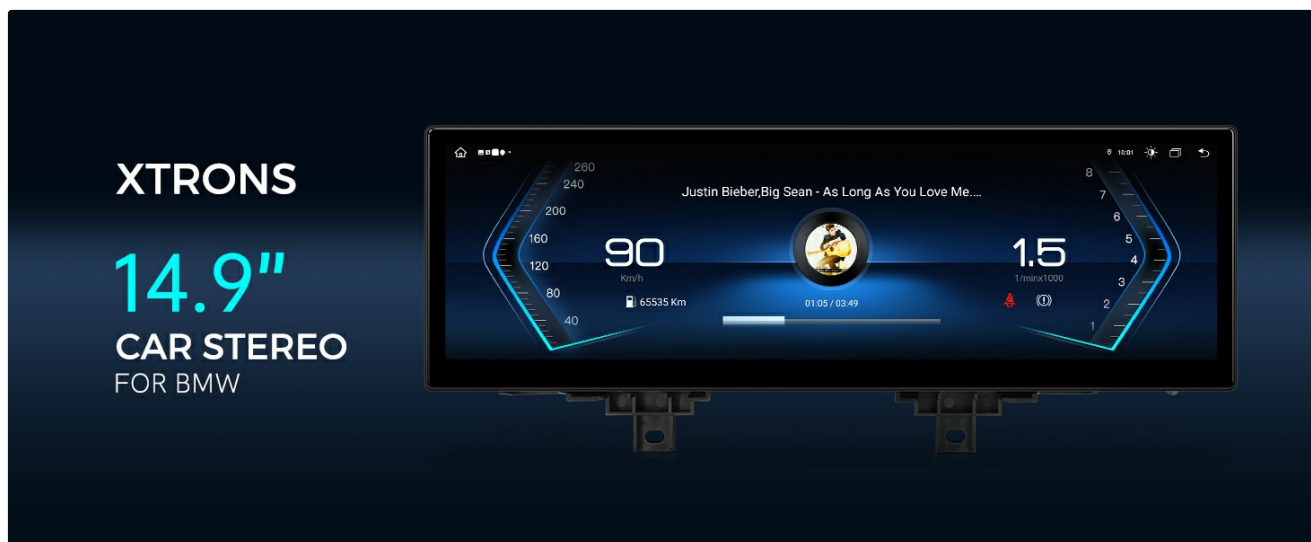 XTRONS
14.9"
CAR STEREO
FOR BMW
10:01
Justin Bieber,Big Sean - As Long As You Love Me....
260
240
200
160
120
80
40
90
Km/h
65535 Km
01:05 / 03:49
1.5
1/minx1000
8
7
6
5
4
3
2
1